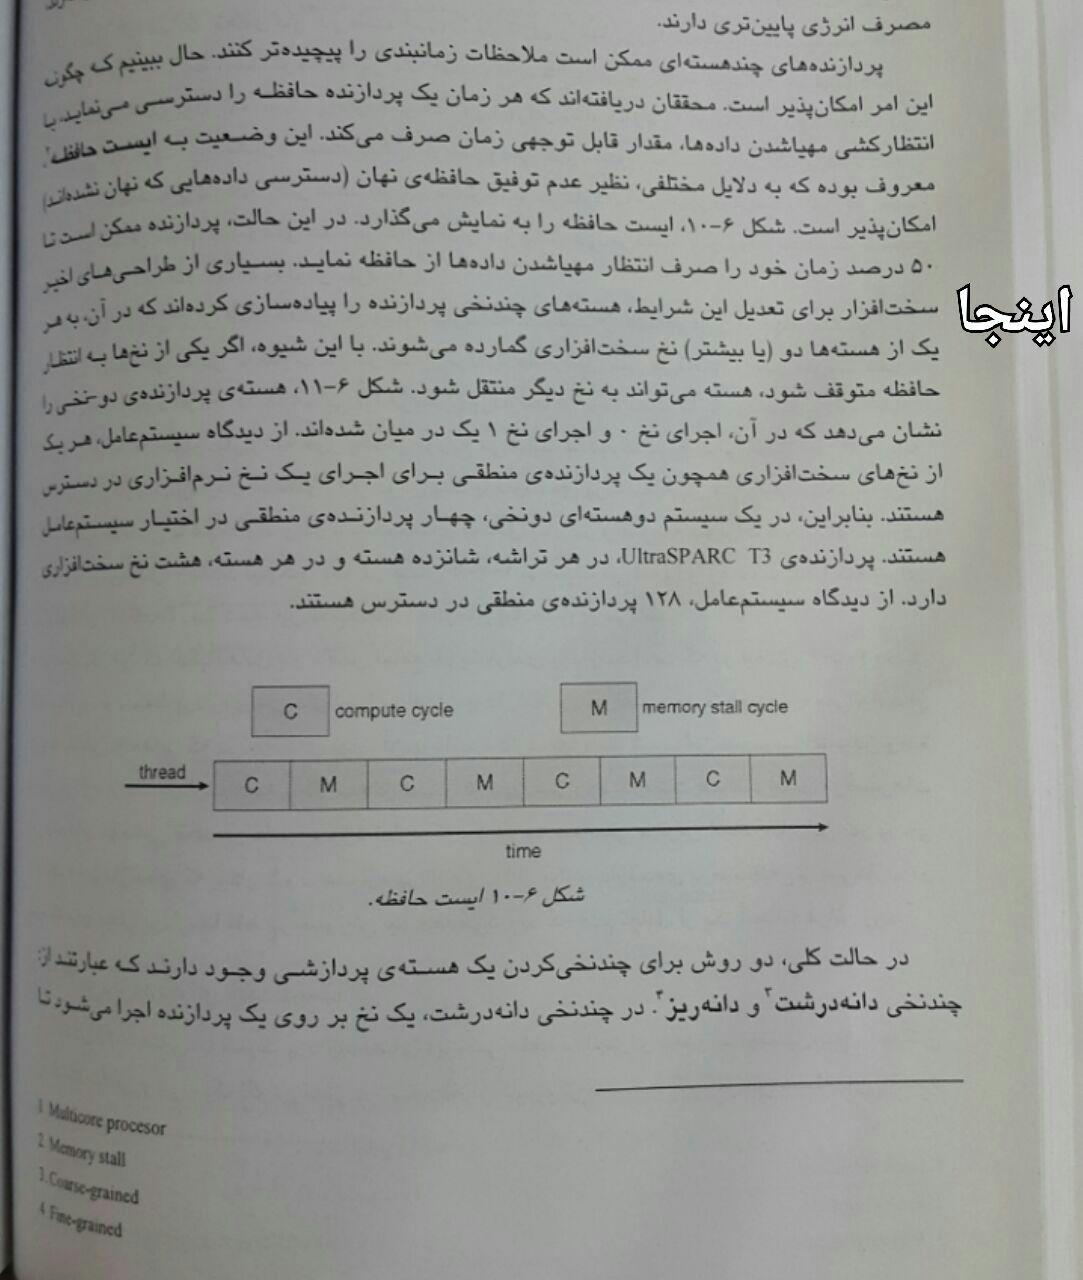 مصرف انرژی پایین‌تری دارند.
پردازنده‌های چندهسته‌ای ممکن است ملاحظات زمانبندی را پیچیده‌تر کنند. حال ببینیم که چگونه
این امر امکان‌پذیر است. محققان دریافته‌اند که هر زمان یک پردازنده حافظه را دسترسی می‌نماید، با
انتظارکشی مهیاشدن داده‌ها، مقدار قابل توجهی زمان صرف می‌کند. این وضعیت به ایست حافظه۲،
معروف بوده که به دلایل مختلفی، نظیر عدم توفیق حافظه‌ی نهان (دسترسی داده‌هایی که نهان نشده‌اند)
امکان‌پذیر است. شکل ۶-۱۰، ایست حافظه را به نمایش می‌گذارد. در این حالت، پردازنده ممکن است تا
۵۰ درصد زمان خود را صرف انتظار مهیاشدن داده‌ها از حافظه نماید. بسیاری از طراحی‌های اخیر
اینجا
سخت‌افزار برای تعدیل این شرایط، هسته‌های چندنخی پردازنده را پیاده‌سازی کرده‌اند که در آن، به هر
یک از هسته‌ها دو (یا بیشتر) نخ سخت‌افزاری گمارده می‌شوند. با این شیوه، اگر یکی از نخ‌ها به انتظار
حافظه متوقف شود، هسته می‌تواند به نخ دیگر منتقل شود. شکل ۶-۱۱، هسته‌ی پردازنده‌ی دو-نخی را
نشان می‌دهد که در آن، اجرای نخ ۰ و اجرای نخ ۱ یک در میان شده‌اند. از دیدگاه سیستم‌عامل، هر یک
از نخ‌های سخت‌افزاری همچون یک پردازنده‌ی منطقی برای اجرای یک نخ نرم‌افزاری در دسترس
هستند. بنابراین، در یک سیستم دوهسته‌ای دونخی، چهار پردازنده‌ی منطقی در اختیار سیستم‌عامل
هستند. پردازنده‌ی UltraSPARC T3، در هر تراشه، شانزده هسته و در هر هسته، هشت نخ سخت‌افزاری
دارد. از دیدگاه سیستم‌عامل، ۱۲۸ پردازنده‌ی منطقی در دسترس هستند.
C compute cycle M memory stall cycle
thread C M C M C M C M
time
شکل ۶-۱۰ ایست حافظه.
در حالت کلی، دو روش برای چندنخی‌کردن یک هسته‌ی پردازشی وجود دارند که عبارتند از:
چندنخی دانه‌درشت۳ و دانه‌ریز۴. در چندنخی دانه‌درشت، یک نخ بر روی یک پردازنده اجرا می‌شود تا
1 Multicore procesor
2 Memory stall
3.Coarse-grained
4 Fine-grained